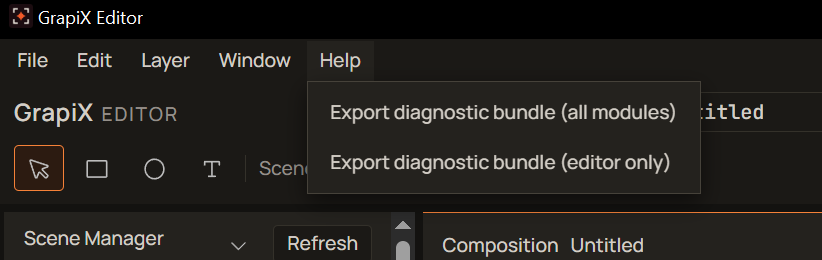 GrapiX Editor
File Edit Layer Window Help
GrapiX EDITOR
Export diagnostic bundle (all modules)
titled
Export diagnostic bundle (editor only)
T
Scene Manager
Refresh
Composition Untitled